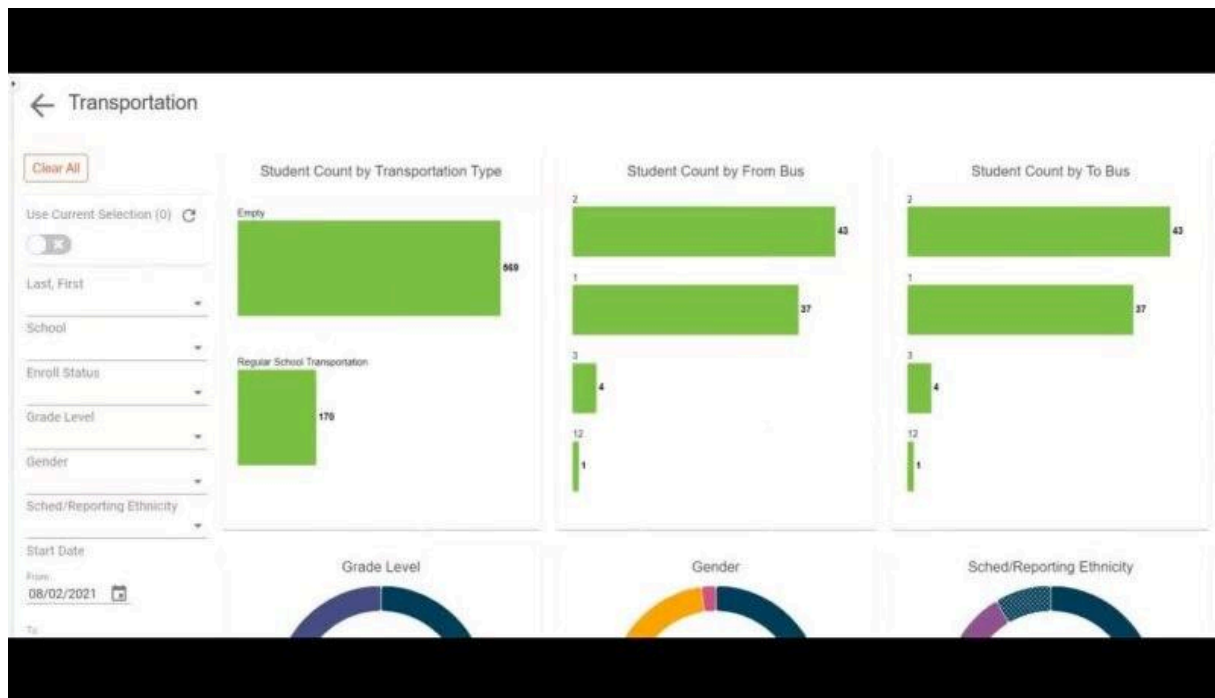 Transportation
Clear All
Use Current Selection (0)
Last, First
School
Enroll Status
Grade Level
Gender
Sched/Reporting Ethnicity
Start Date
From:
08/02/2021
To:
Student Count by Transportation Type
Empty
569
Regular School Transportation
170
Student Count by From Bus
2
43
1
37
3
4
12
1
Student Count by To Bus
2
43
1
37
3
4
12
1
Grade Level
Gender
Sched/Reporting Ethnicity